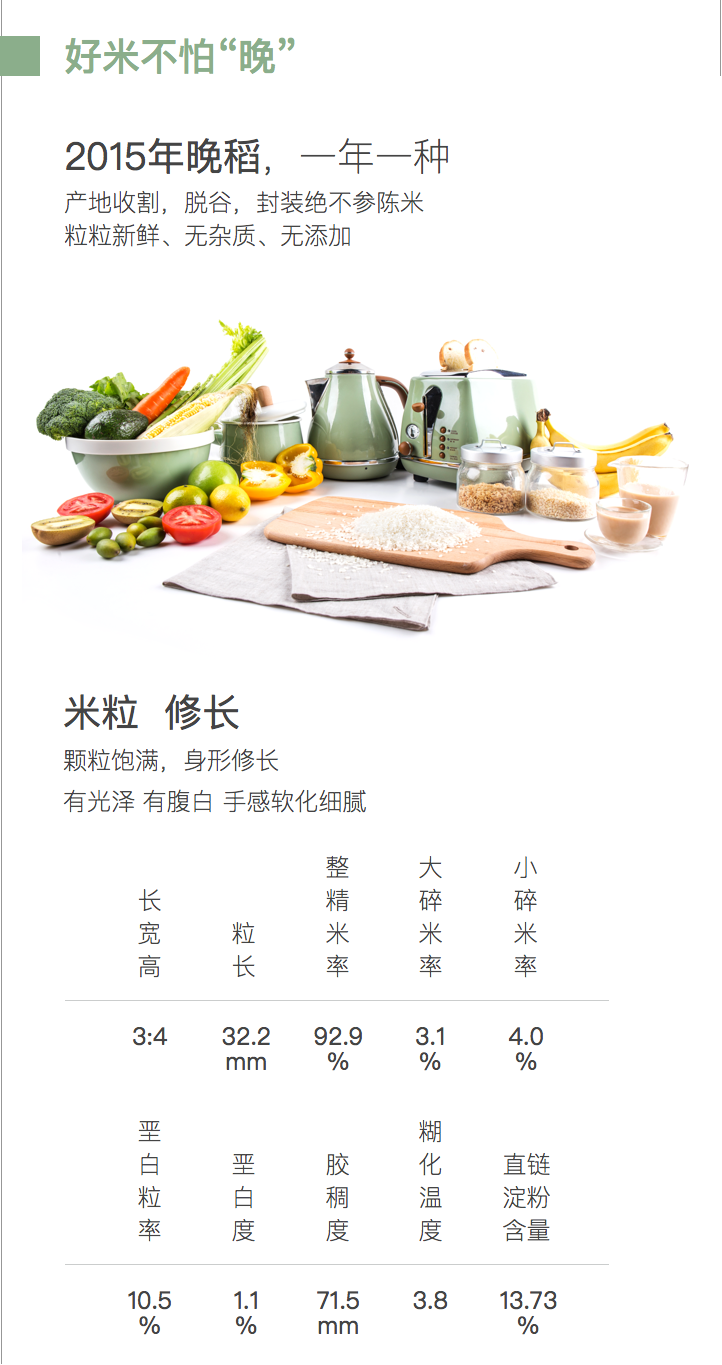 好米不怕“晚”
2015年晚稻，一年一种
产地收割，脱谷，封装绝不参陈米
粒粒新鲜、无杂质、无添加
米粒 修长
颗粒饱满，身形修长
有光泽 有腹白 手感软化细腻
长宽高 粒长 整精米率 大碎米率 小碎米率
3:4 32.2 92.9 3.1 4.0
mm % % %
垩白粒率 垩白度 胶稠度 糊化温度 直链淀粉含量
10.5 1.1 71.5 3.8 13.73
% % mm %